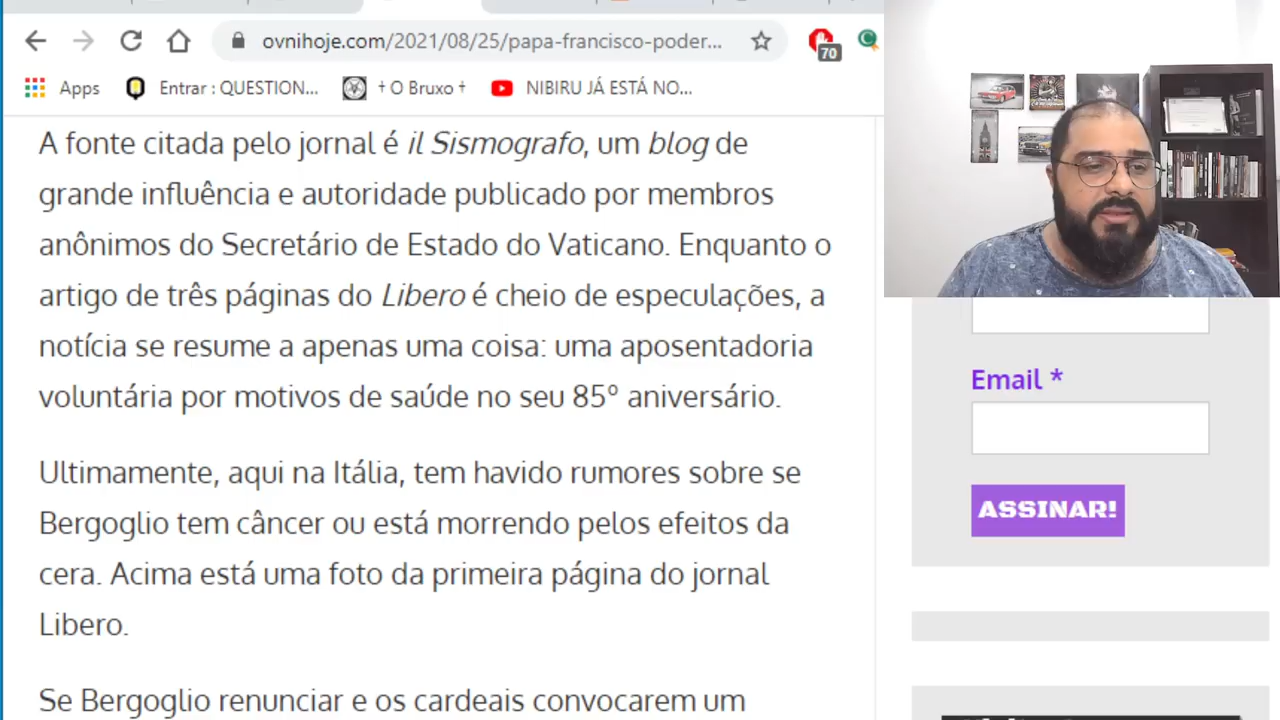 ovnihoje.com/2021/08/25/papa-francisco-poder...
70
Apps
Entrar : QUESTION...
† O Bruxo †
NIBIRU JÁ ESTÁ NO...
A fonte citada pelo jornal é il Sismografo, um blog de
grande influência e autoridade publicado por membros
anônimos do Secretário de Estado do Vaticano. Enquanto o
artigo de três páginas do Libero é cheio de especulações, a
notícia se resume a apenas uma coisa: uma aposentadoria
voluntária por motivos de saúde no seu 85º aniversário.
Ultimamente, aqui na Itália, tem havido rumores sobre se
Bergoglio tem câncer ou está morrendo pelos efeitos da
cera. Acima está uma foto da primeira página do jornal
Libero.
Se Bergoglio renunciar e os cardeais convocarem um
Email *
ASSINAR!